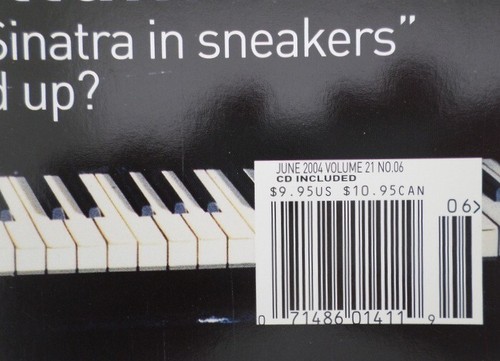 Sinatra in sneakers”
d up?
JUNE 2004 VOLUME 21 NO.06
CD INCLUDED
$9.95US $10.95CAN
06>
0 71486 01411 9